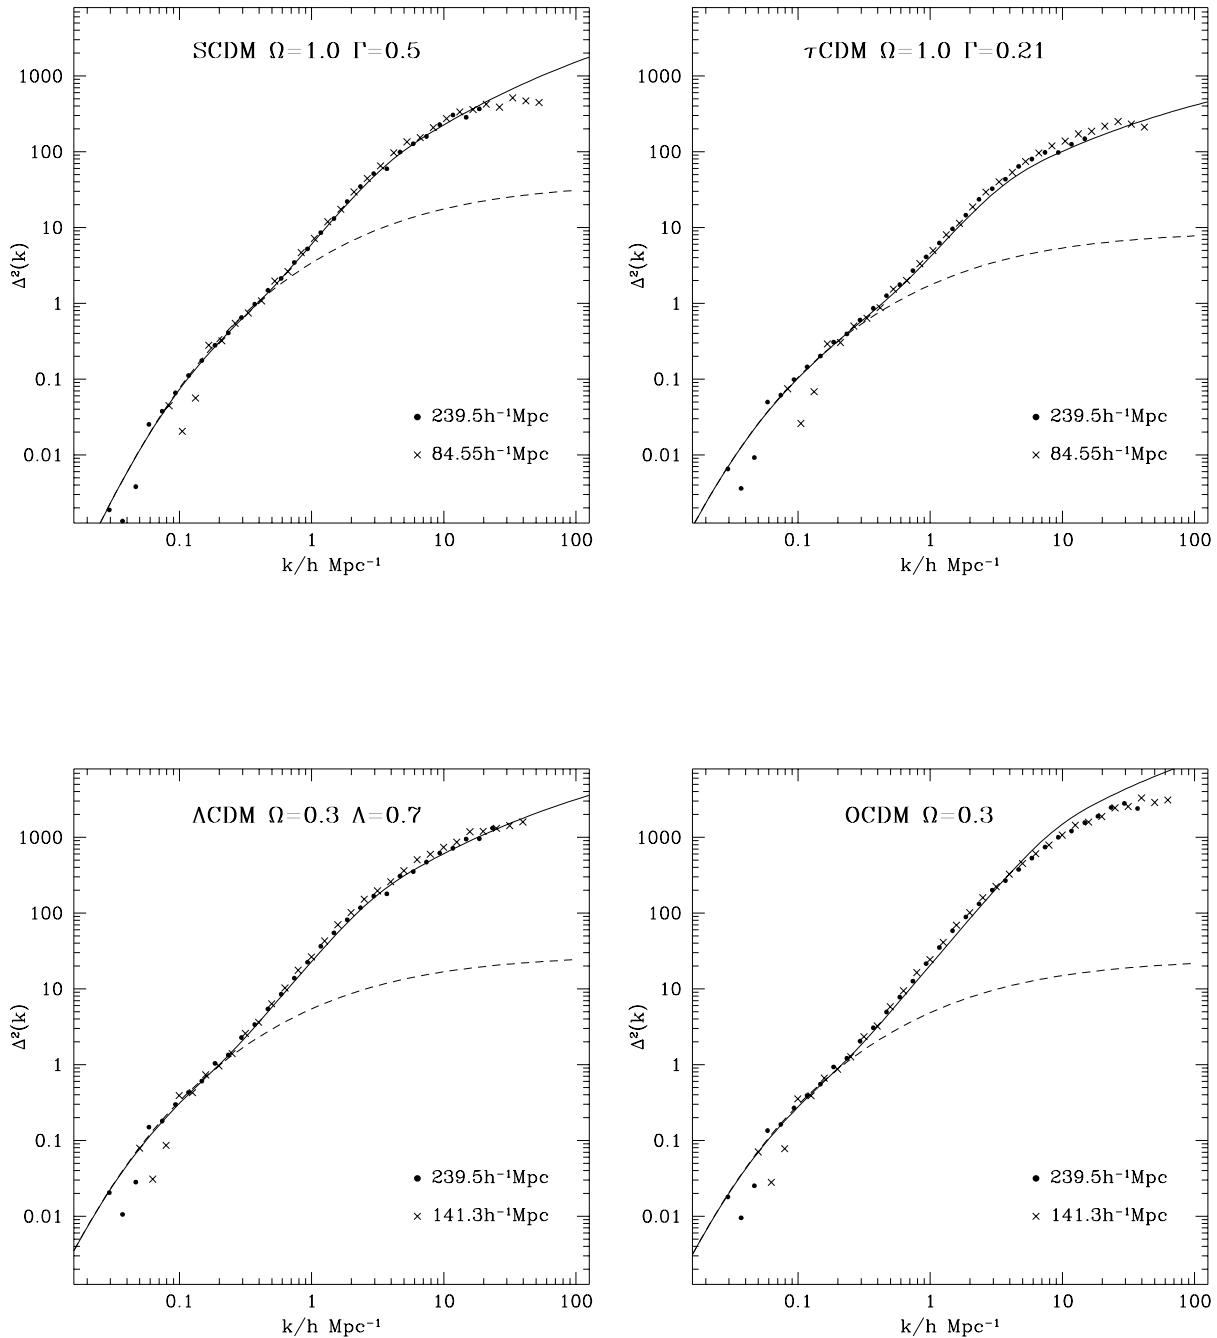 SCDM Ω=1.0 Γ=0.5
1000
100
10
1
0.1
0.01
Δ²(k)
239.5h⁻¹Mpc
84.55h⁻¹Mpc
0.1 1 10 100
k/h Mpc⁻¹
τCDM Ω=1.0 Γ=0.21
1000
100
10
1
0.1
0.01
Δ²(k)
239.5h⁻¹Mpc
84.55h⁻¹Mpc
0.1 1 10 100
k/h Mpc⁻¹
ΛCDM Ω=0.3 Λ=0.7
1000
100
10
1
0.1
0.01
Δ²(k)
239.5h⁻¹Mpc
141.3h⁻¹Mpc
0.1 1 10 100
k/h Mpc⁻¹
OCDM Ω=0.3
1000
100
10
1
0.1
0.01
Δ²(k)
239.5h⁻¹Mpc
141.3h⁻¹Mpc
0.1 1 10 100
k/h Mpc⁻¹